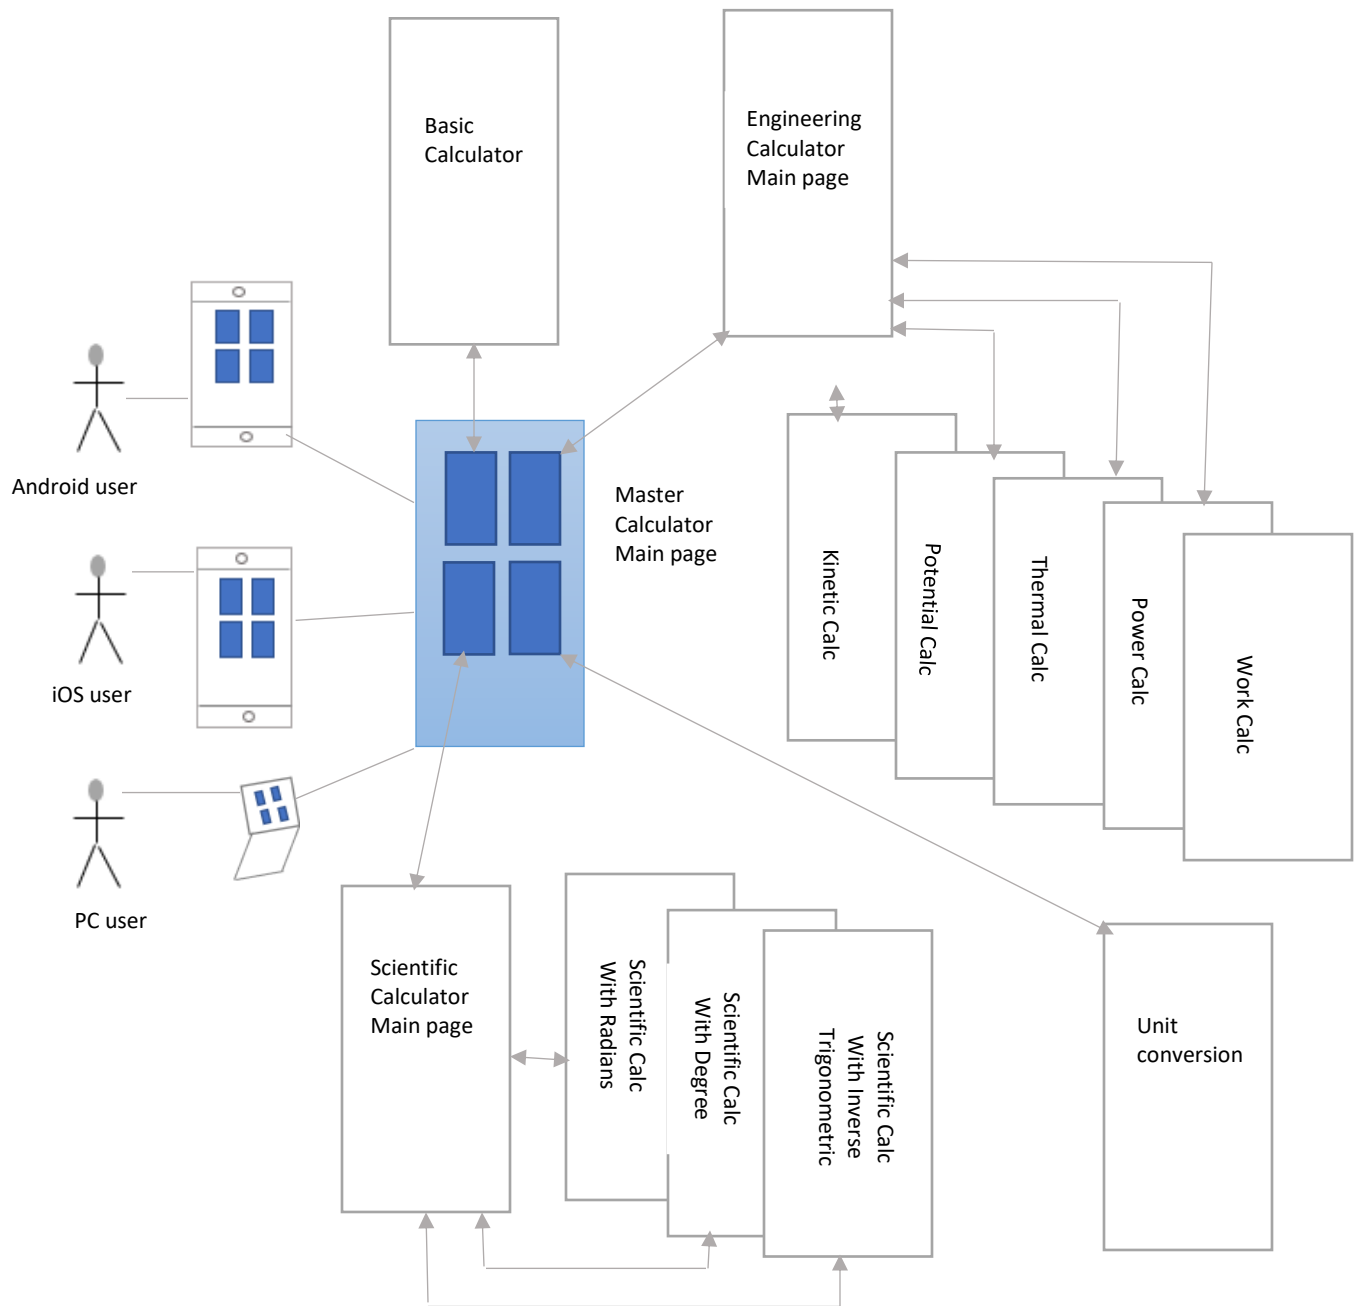 Basic
Calculator
Engineering
Calculator
Main page
Android user
Master
Calculator
Main page
iOS user
Kinetic Calc
Potential Calc
Thermal Calc
Power Calc
Work Calc
PC user
Scientific
Calculator
Main page
Scientific Calc
With Radians
Scientific Calc
With Degree
Scientific Calc
With Inverse
Trigonometric
Unit
conversion